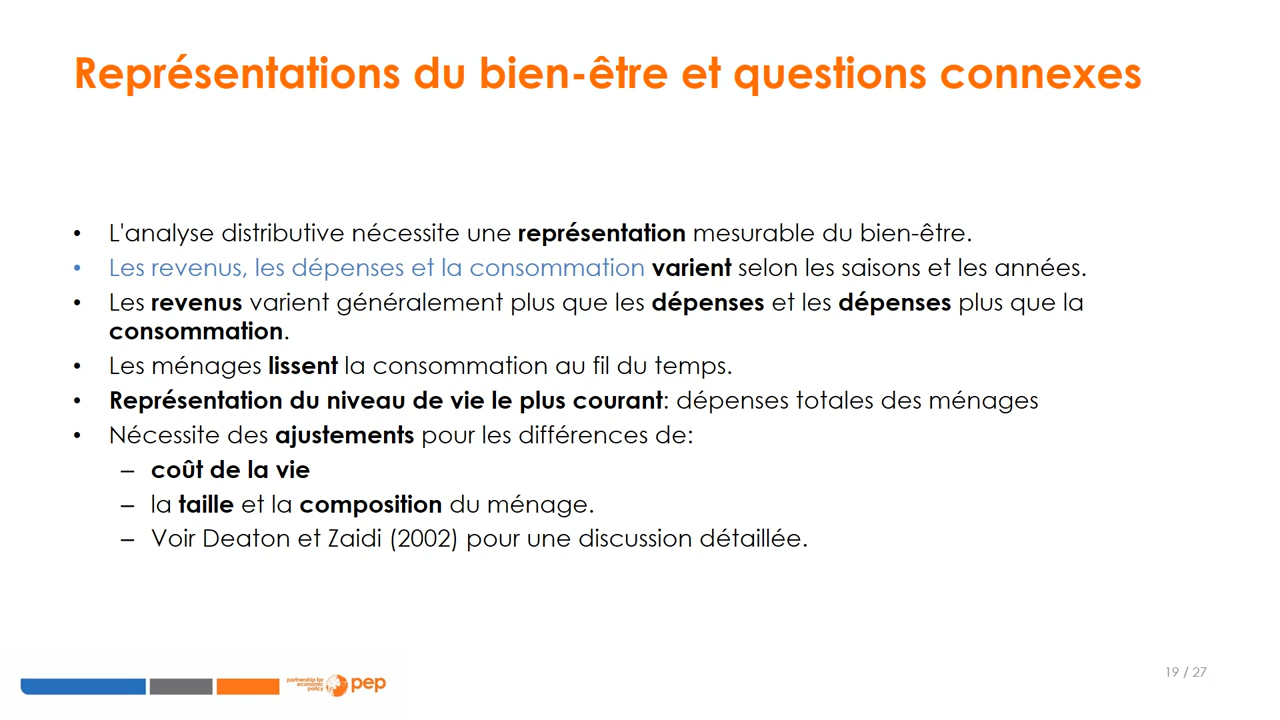 Représentations du bien-être et questions connexes
• L'analyse distributive nécessite une représentation mesurable du bien-être.
• Les revenus, les dépenses et la consommation varient selon les saisons et les années.
• Les revenus varient généralement plus que les dépenses et les dépenses plus que la
consommation.
• Les ménages lissent la consommation au fil du temps.
• Représentation du niveau de vie le plus courant: dépenses totales des ménages
• Nécessite des ajustements pour les différences de:
– coût de la vie
– la taille et la composition du ménage.
– Voir Deaton et Zaidi (2002) pour une discussion détaillée.
partnership for
economic
policy
pep
19 / 27